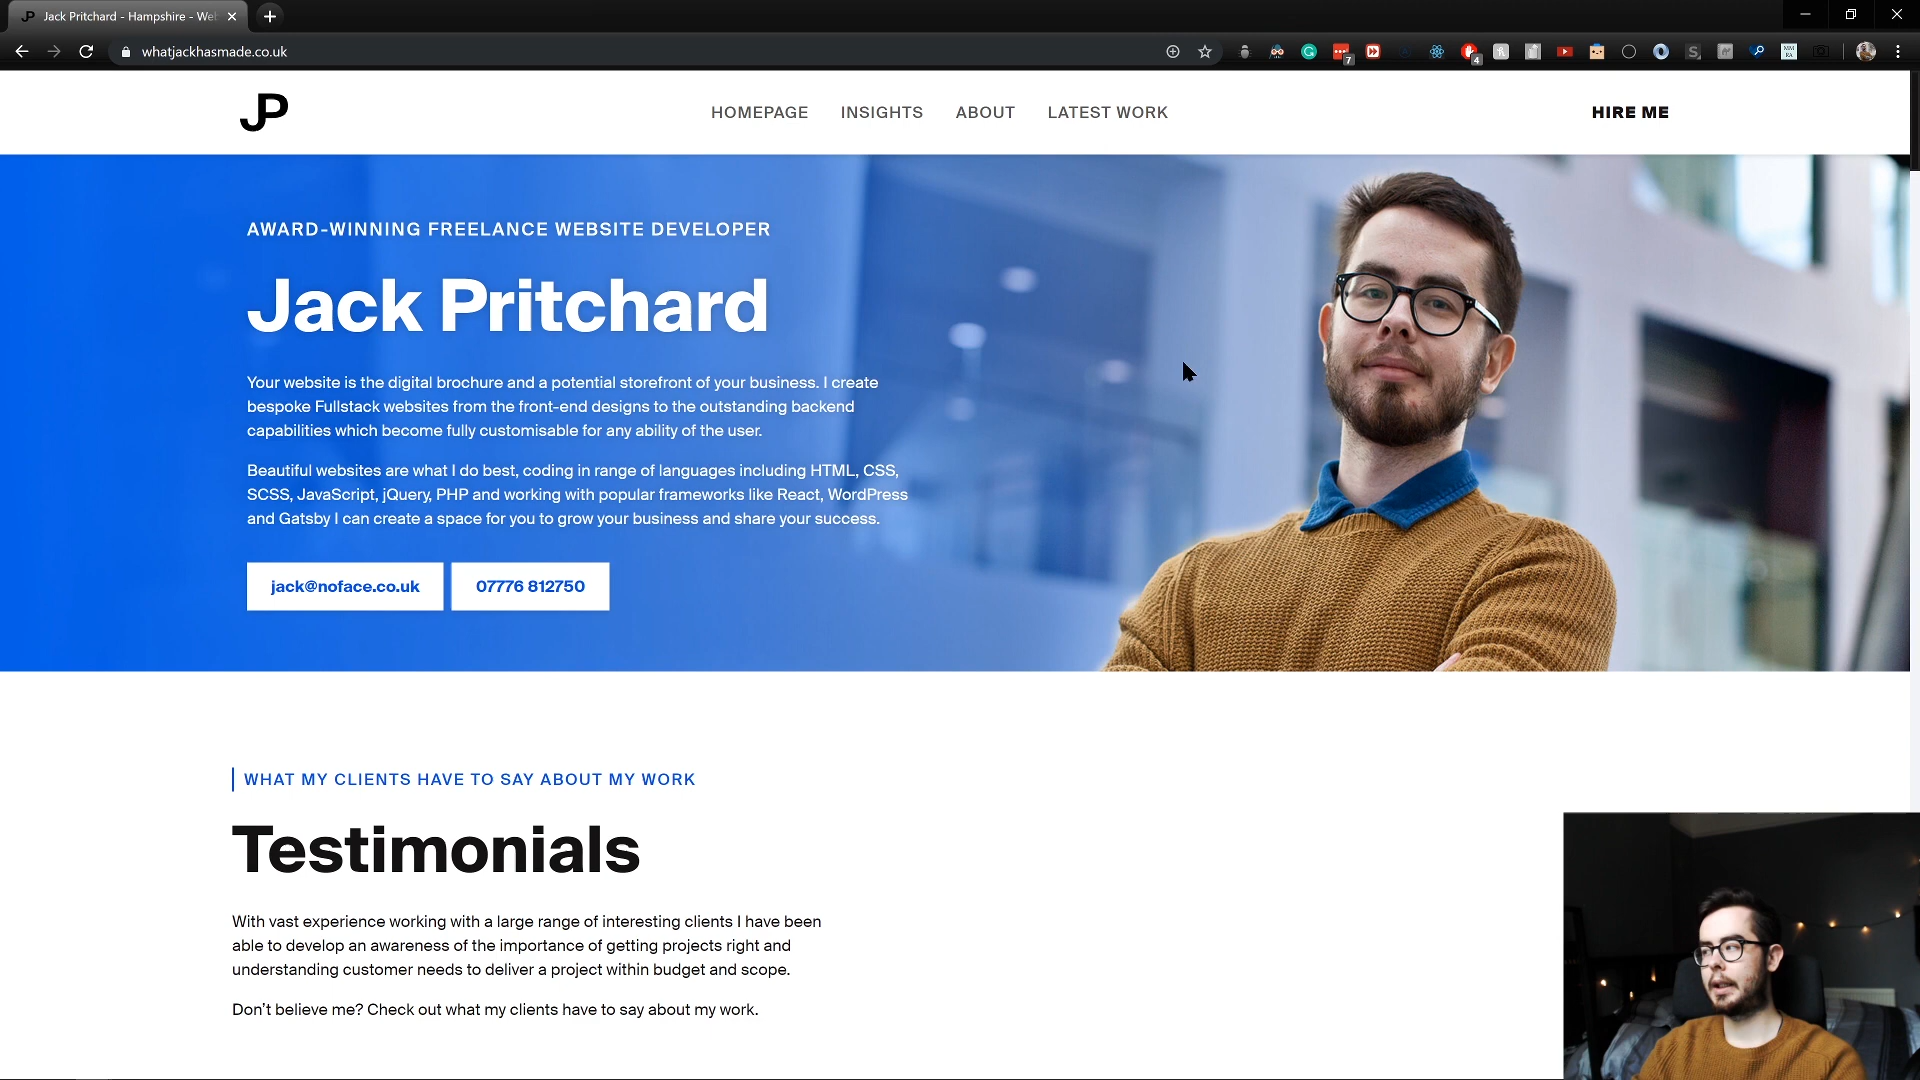 Jack Pritchard - Hampshire - Web
whatjackhasmade.co.uk
7
4
JP
HOMEPAGE
INSIGHTS
ABOUT
LATEST WORK
HIRE ME
AWARD-WINNING FREELANCE WEBSITE DEVELOPER
Jack Pritchard
Your website is the digital brochure and a potential storefront of your business. I create
bespoke Fullstack websites from the front-end designs to the outstanding backend
capabilities which become fully customisable for any ability of the user.
Beautiful websites are what I do best, coding in range of languages including HTML, CSS,
SCSS, JavaScript, jQuery, PHP and working with popular frameworks like React, WordPress
and Gatsby I can create a space for you to grow your business and share your success.
jack@noface.co.uk
07776 812750
WHAT MY CLIENTS HAVE TO SAY ABOUT MY WORK
Testimonials
With vast experience working with a large range of interesting clients I have been
able to develop an awareness of the importance of getting projects right and
understanding customer needs to deliver a project within budget and scope.
Don't believe me? Check out what my clients have to say about my work.